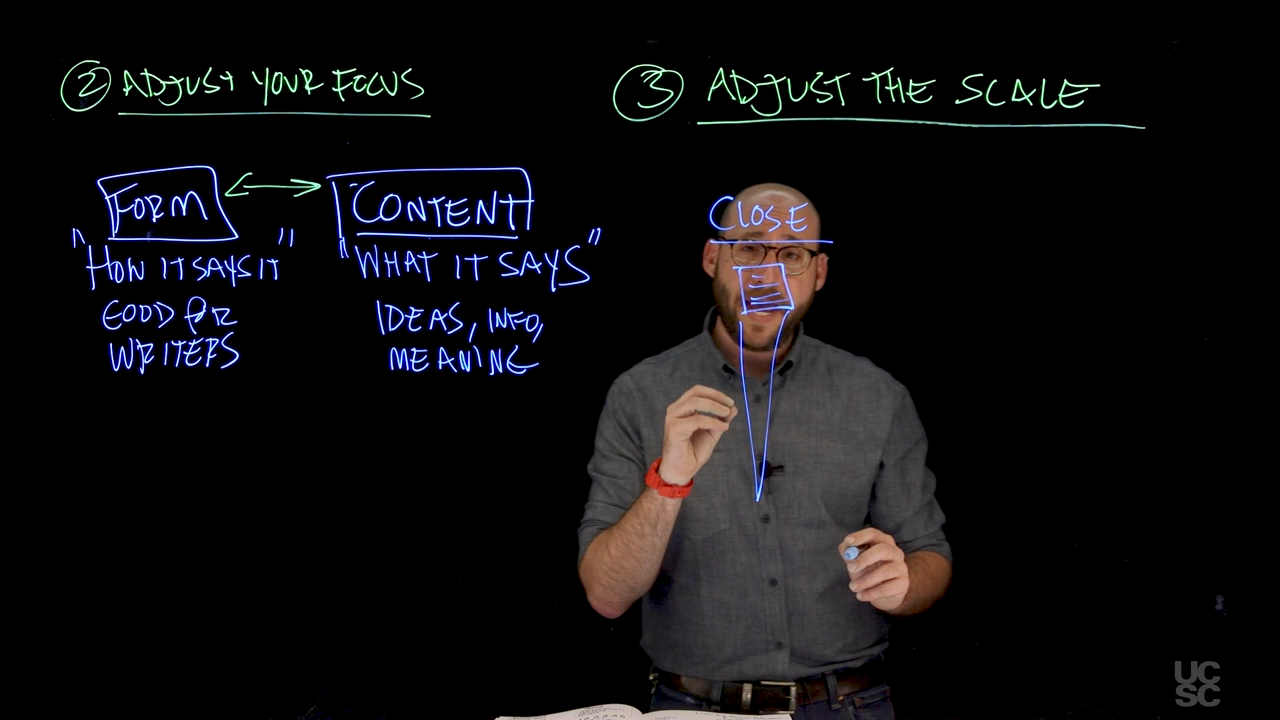 ② ADJUST YOUR FOCUS
FORM ↔ CONTENT
"HOW IT SAYS IT"
GOOD for
WRITERS
"WHAT IT SAYS"
IDEAS, INFO,
MEANING
③ ADJUST THE SCALE
CLOSE
UC
SC